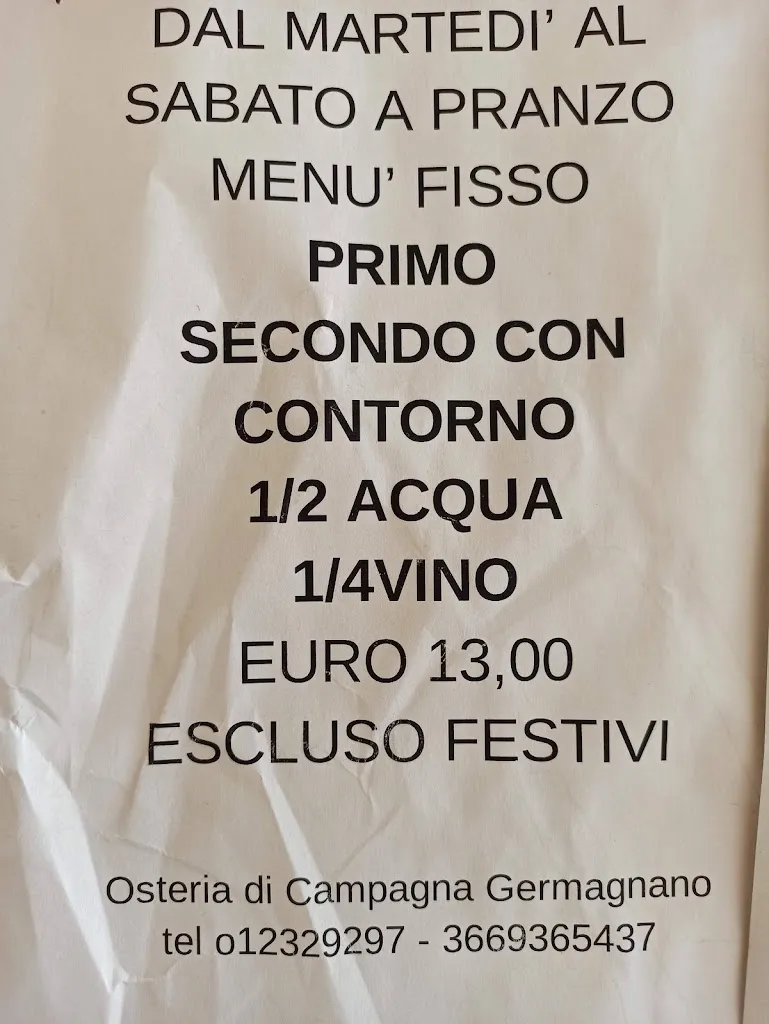 DAL MARTEDI' AL
SABATO A PRANZO
MENU' FISSO
PRIMO
SECONDO CON
CONTORNO
1/2 ACQUA
1/4VINO
EURO 13,00
ESCLUSO FESTIVI
Osteria di Campagna Germagnano
tel o12329297 - 3669365437